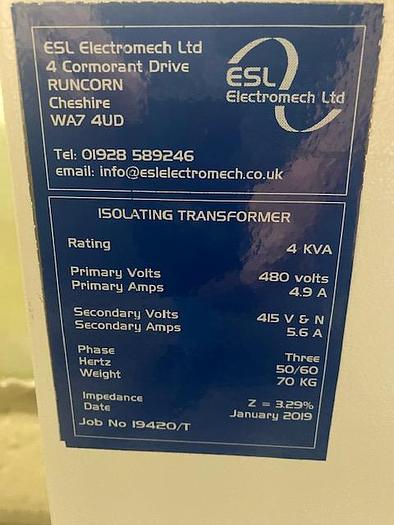 ESL Electromech Ltd
4 Cormorant Drive
RUNCORN
Cheshire
WA7 4UD
ESL
Electromech Ltd
Tel: 01928 589246
email: info@eslelectromech.co.uk
ISOLATING TRANSFORMER
Rating 4 KVA
Primary Volts 480 volts
Primary Amps 4.9 A
Secondary Volts 415 V & N
Secondary Amps 5.6 A
Phase Three
Hertz 50/60
Weight 70 KG
Impedance Z = 3.29%
Date January 2019
Job No 19420/T